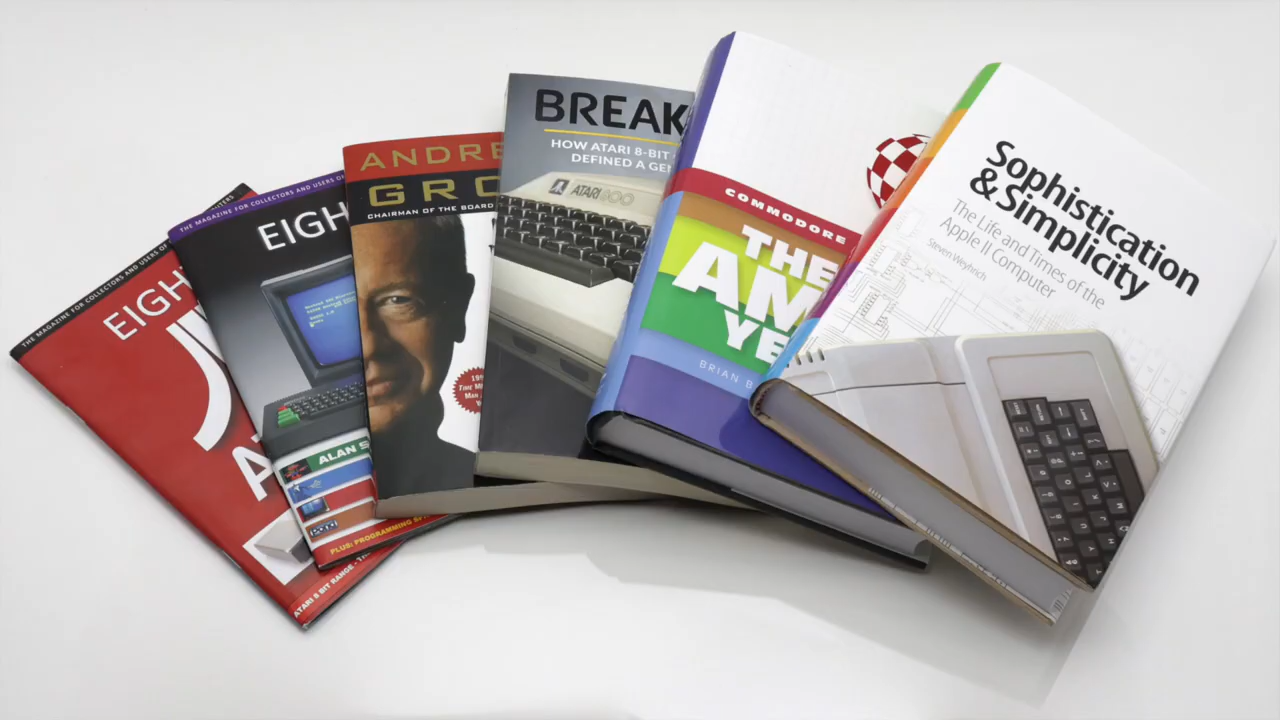 THE MAGAZINE FOR COLLECTORS AND USERS OF
EIGH
A
ATARI 8 BIT RANGE -
THE MAGAZINE FOR COLLECTORS AND USERS
EIGH
ALAN S
PLUS: PROGRAMMING
ANDRE
GRO
CHAIRMAN OF THE BOARD
BREAK
HOW ATARI 8-BIT
DEFINED A GE
ATARI 800
COMMODORE
THE
AM
YE
BRIAN B
Sophistication
&Simplicity
The Life and Times of the
Apple II Computer
Steven Weyhrich